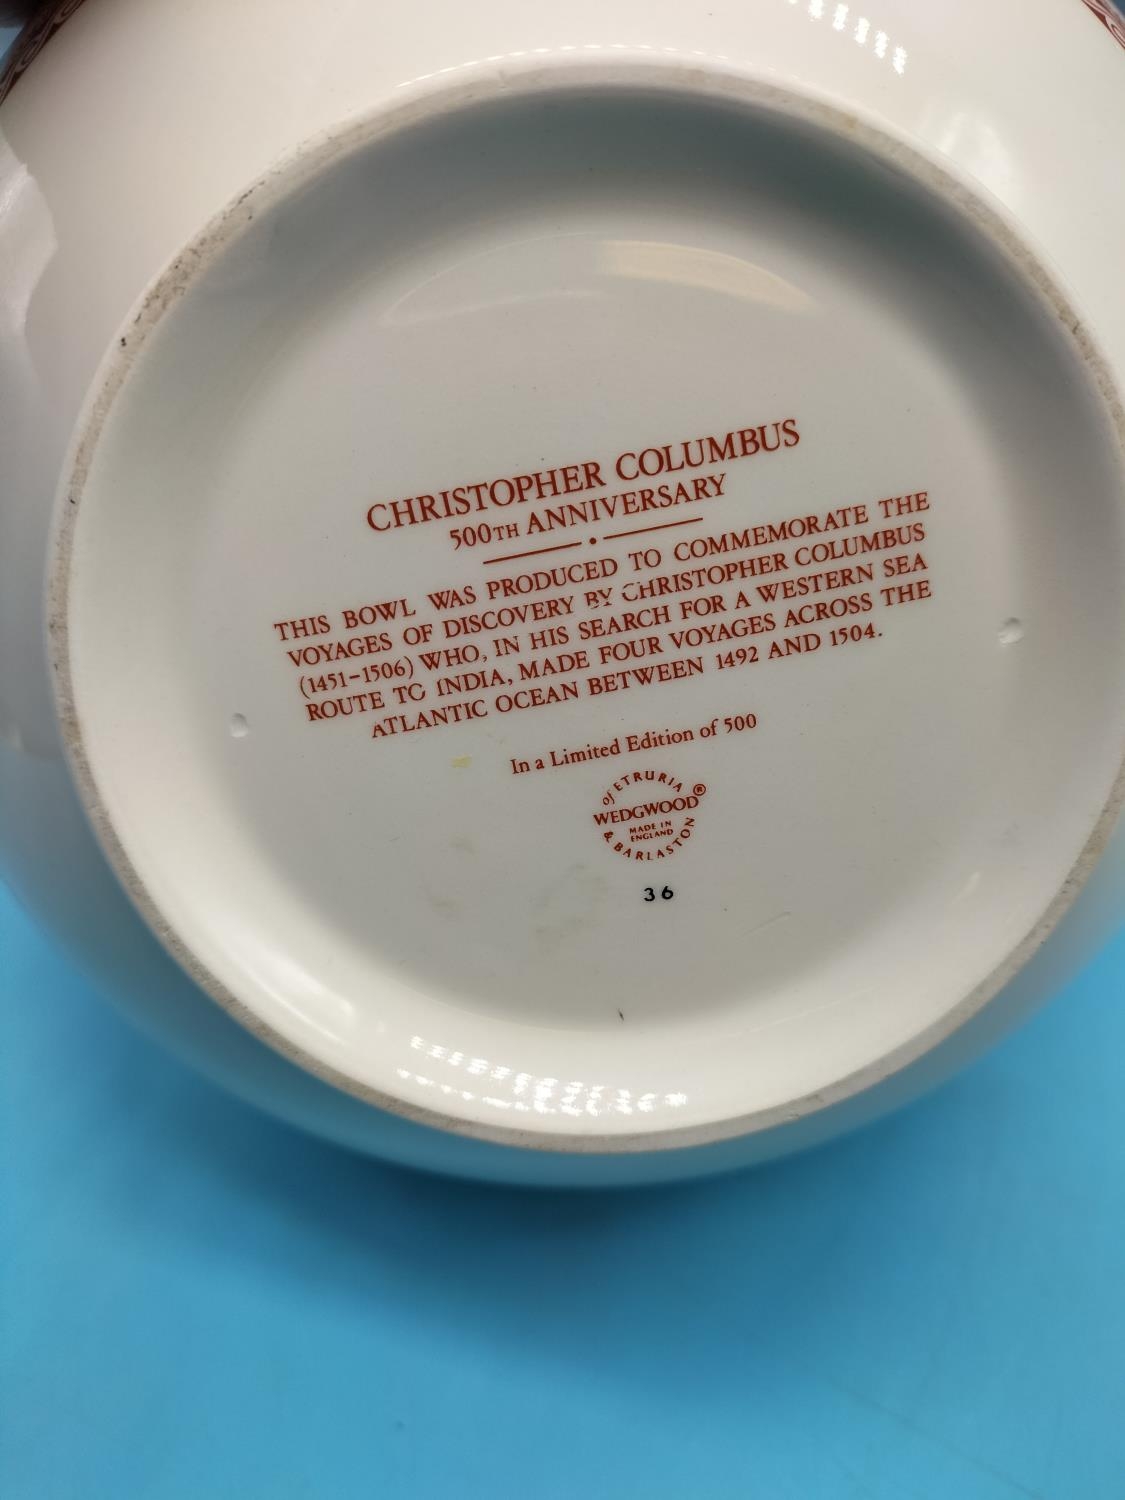 CHRISTOPHER COLUMBUS
500TH ANNIVERSARY
THIS BOWL WAS PRODUCED TO COMMEMORATE THE
VOYAGES OF DISCOVERY BY CHRISTOPHER COLUMBUS
(1451-1506) WHO, IN HIS SEARCH FOR A WESTERN SEA
ROUTE TO INDIA, MADE FOUR VOYAGES ACROSS THE
ATLANTIC OCEAN BETWEEN 1492 AND 1504.
In a Limited Edition of 500
of ETRURIA
WEDGWOOD®
MADE IN
ENGLAND
& BARLASTON
36